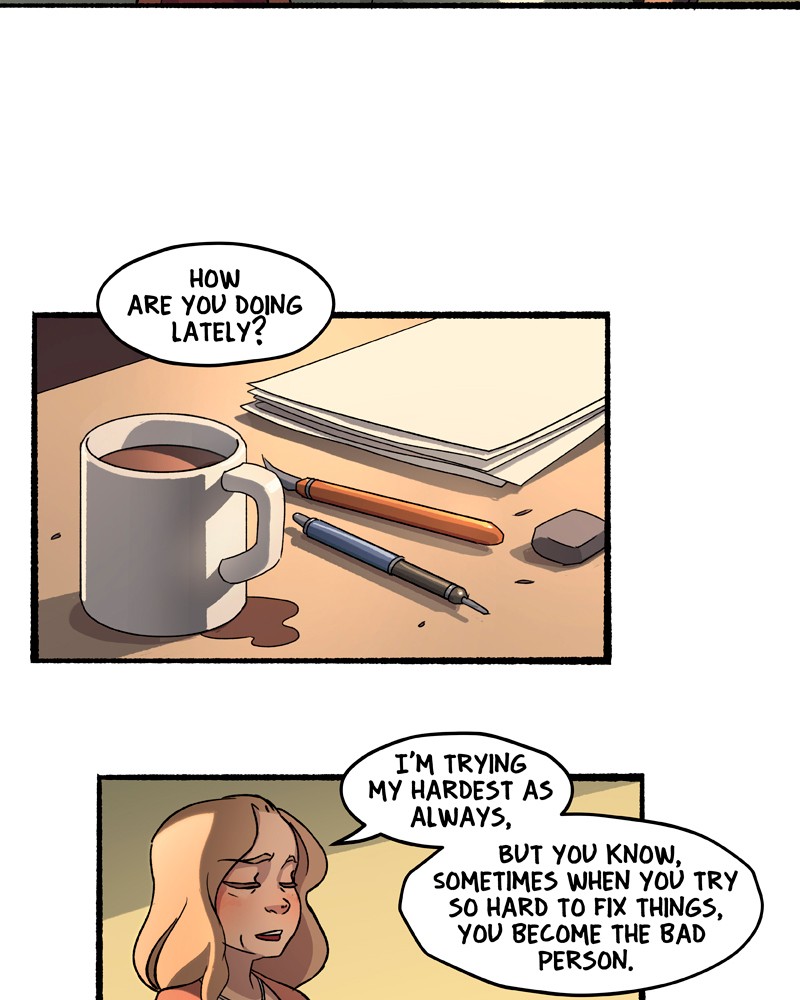 HOW
ARE YOU DOING
LATELY?
I'M TRYING
MY HARDEST AS
ALWAYS,
BUT YOU KNOW,
SOMETIMES WHEN YOU TRY
SO HARD TO FIX THINGS,
YOU BECOME THE BAD
PERSON.